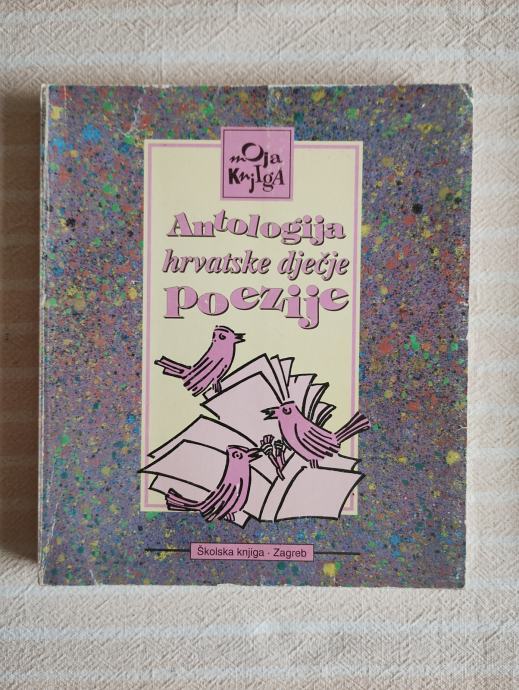 moja
knjIgA
Antologija
hrvatske dječje
poezije
Školska knjiga · Zagreb